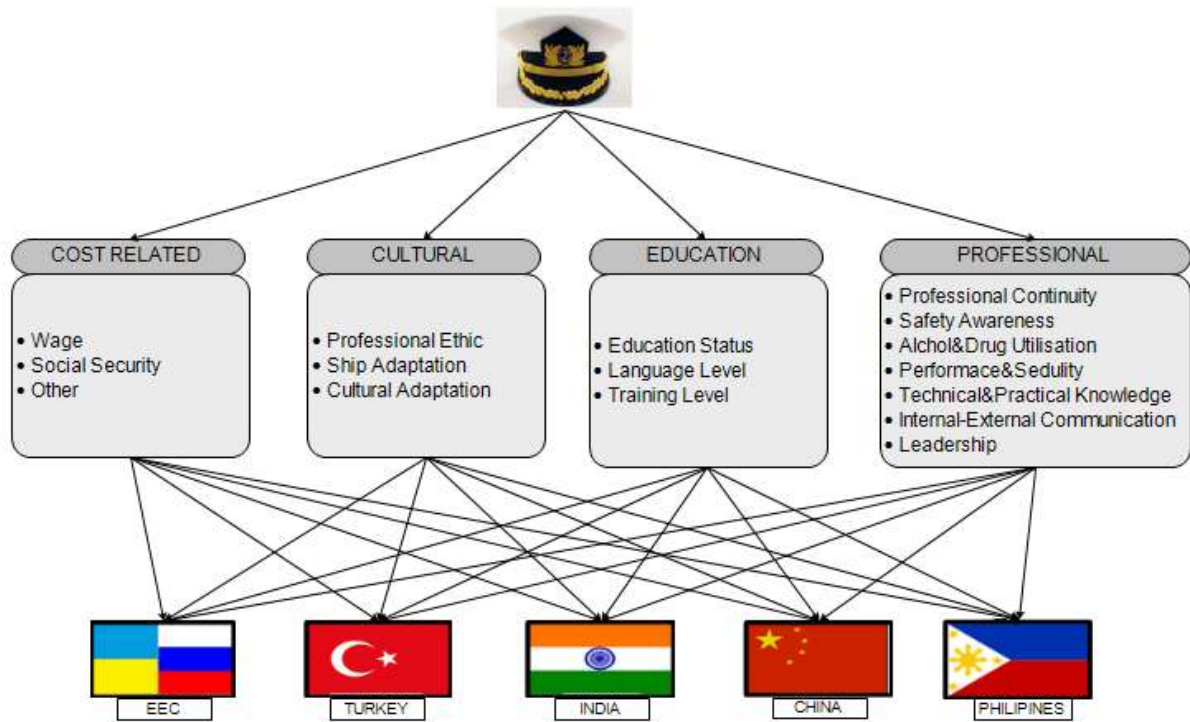 COST RELATED
• Wage
• Social Security
• Other
CULTURAL
• Professional Ethic
• Ship Adaptation
• Cultural Adaptation
EDUCATION
• Education Status
• Language Level
• Training Level
PROFESSIONAL
• Professional Continuity
• Safety Awareness
• Alchol&Drug Utilisation
• Performace&Sedulity
• Technical&Practical Knowledge
• Internal-External Communication
• Leadership
EEC
TURKEY
INDIA
CHINA
PHILIPINES